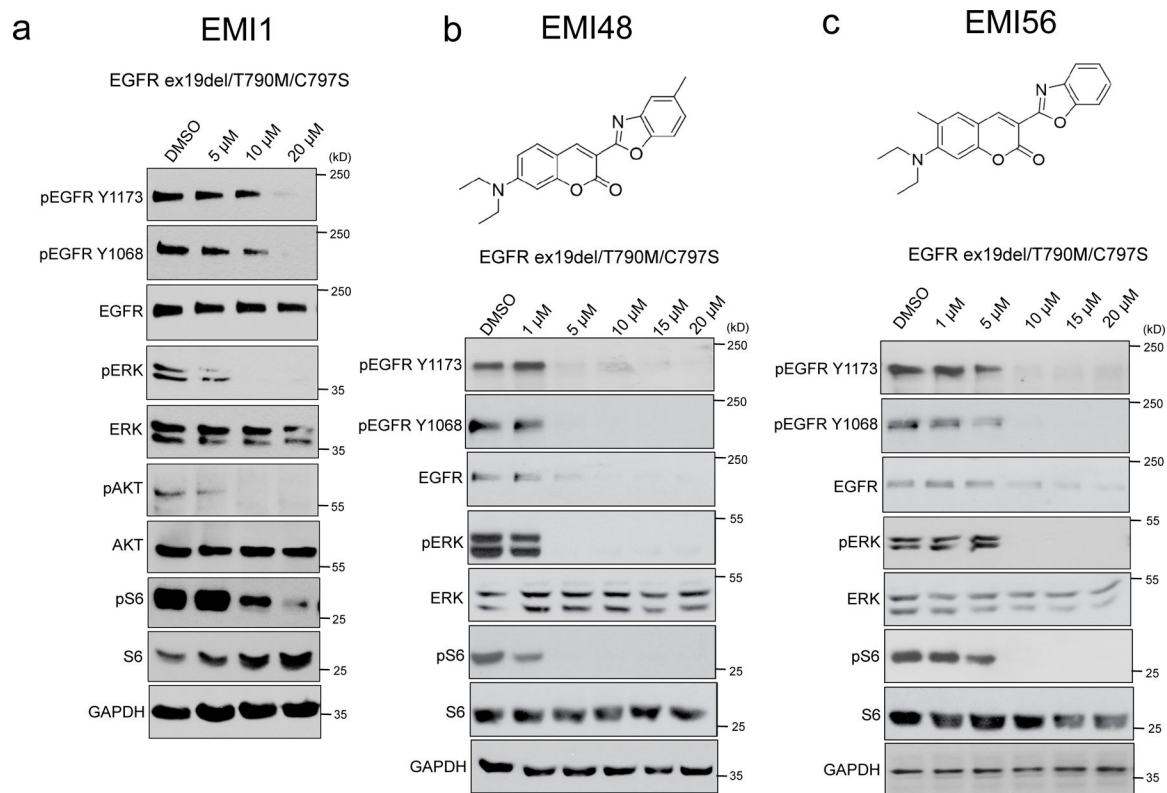 a
EMI1
EGFR ex19del/T790M/C797S
DMSO
5 µM
10 µM
20 µM
(kD)
pEGFR Y1173
250
pEGFR Y1068
250
EGFR
250
pERK
35
ERK
35
pAKT
55
AKT
55
pS6
25
S6
25
GAPDH
35
b
EMI48
N
O
N
O
O
EGFR ex19del/T790M/C797S
DMSO
1 µM
5 µM
10 µM
15 µM
20 µM
(kD)
pEGFR Y1173
250
pEGFR Y1068
250
EGFR
250
pERK
55
ERK
55
pS6
25
S6
25
GAPDH
35
c
EMI56
N
O
N
O
O
EGFR ex19del/T790M/C797S
DMSO
1 µM
5 µM
10 µM
15 µM
20 µM
(kD)
pEGFR Y1173
250
pEGFR Y1068
250
EGFR
250
pERK
55
ERK
55
pS6
25
S6
25
GAPDH
35